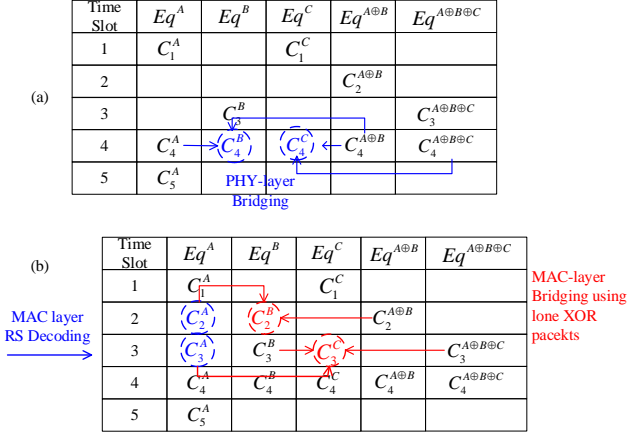 Time Slot Eq^A Eq^B Eq^C Eq^{A⊕B} Eq^{A⊕B⊕C}
1 C_1^A C_1^C
2 C_2^{A⊕B}
(a)
3 C_3^B C_3^{A⊕B⊕C}
4 C_4^A C_4^B C_4^C C_4^{A⊕B} C_4^{A⊕B⊕C}
5 C_5^A
PHY-layer
Bridging
(b)
Time Slot Eq^A Eq^B Eq^C Eq^{A⊕B} Eq^{A⊕B⊕C}
1 C_1^A C_1^C
MAC layer
RS Decoding
2 C_2^A C_2^B C_2^{A⊕B}
3 C_3^A C_3^B C_3^C C_3^{A⊕B⊕C}
4 C_4^A C_4^B C_4^C C_4^{A⊕B} C_4^{A⊕B⊕C}
5 C_5^A
MAC-layer
Bridging using
lone XOR
pacekts